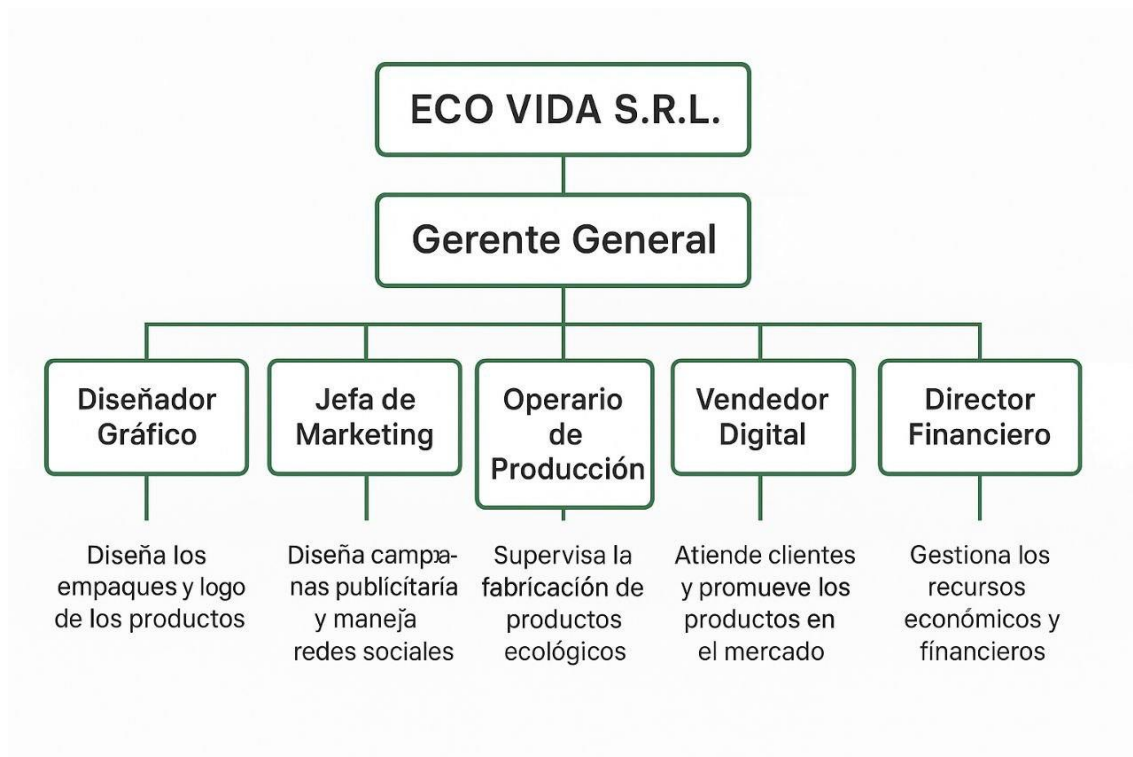 ECO VIDA S.R.L.
Gerente General
Diseñador
Gráfico
Jefa de
Marketing
Operario
de
Producción
Vendedor
Digital
Director
Financiero
Diseña los
empaques y logo
de los productos
Diseña campa-
nas publicítaría
y maneja
redes sociales
Supervisa la
fabricación de
productos
ecológicos
Atiende clientes
y promueve los
productos en
el mercado
Gestiona los
recursos
económicos y
fínancieros